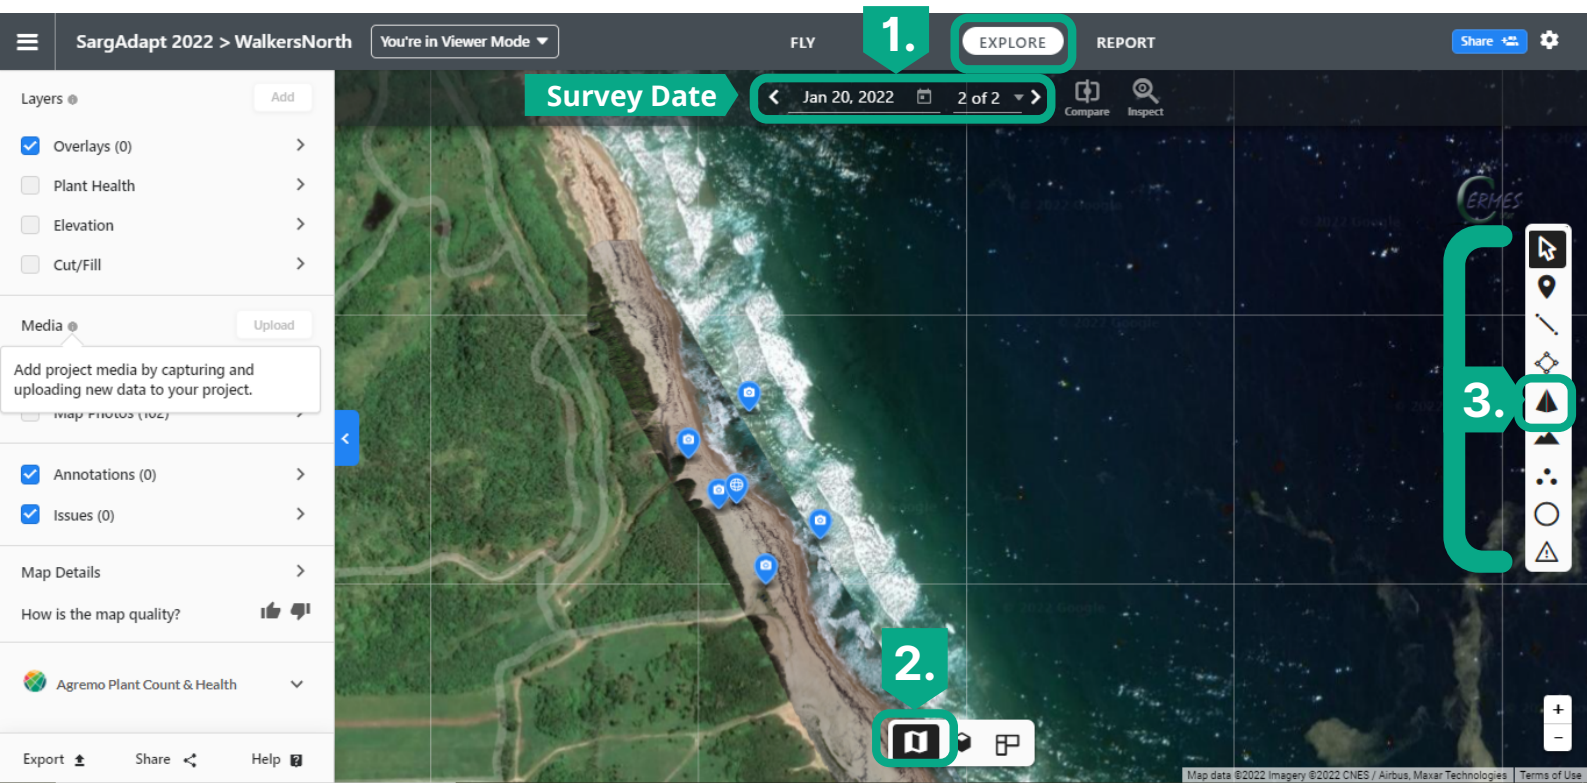 SargAdapt 2022 > WalkersNorth
You're in Viewer Mode
FLY
1.
EXPLORE
REPORT
Share
Survey Date
Jan 20, 2022
2 of 2
Compare
Inspect
Layers
Add
Overlays (0)
Plant Health
Elevation
Cut/Fill
Media
Upload
Add project media by capturing and
uploading new data to your project.
Map Photos (102)
Annotations (0)
Issues (0)
Map Details
How is the map quality?
Agremo Plant Count & Health
Export
Share
Help
CERMES
3.
2.
+
−
Map data ©2022 Imagery ©2022 CNES / Airbus, Maxar Technologies
Terms of Use